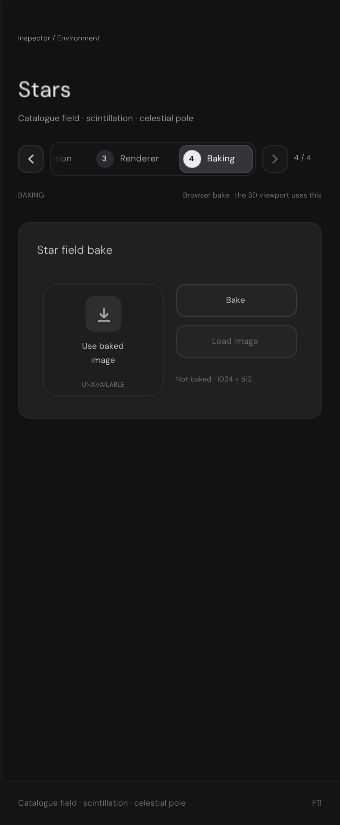 Inspector / Environment
Stars
Catalogue field · scintillation · celestial pole
3 Renderer 4 Baking 4 / 4
BAKING Browser bake · the 3D viewport uses this
Star field bake
Use baked
image
UNAVAILABLE
Bake
Load image
Not baked · 1024 × 512
Catalogue field · scintillation · celestial pole F11